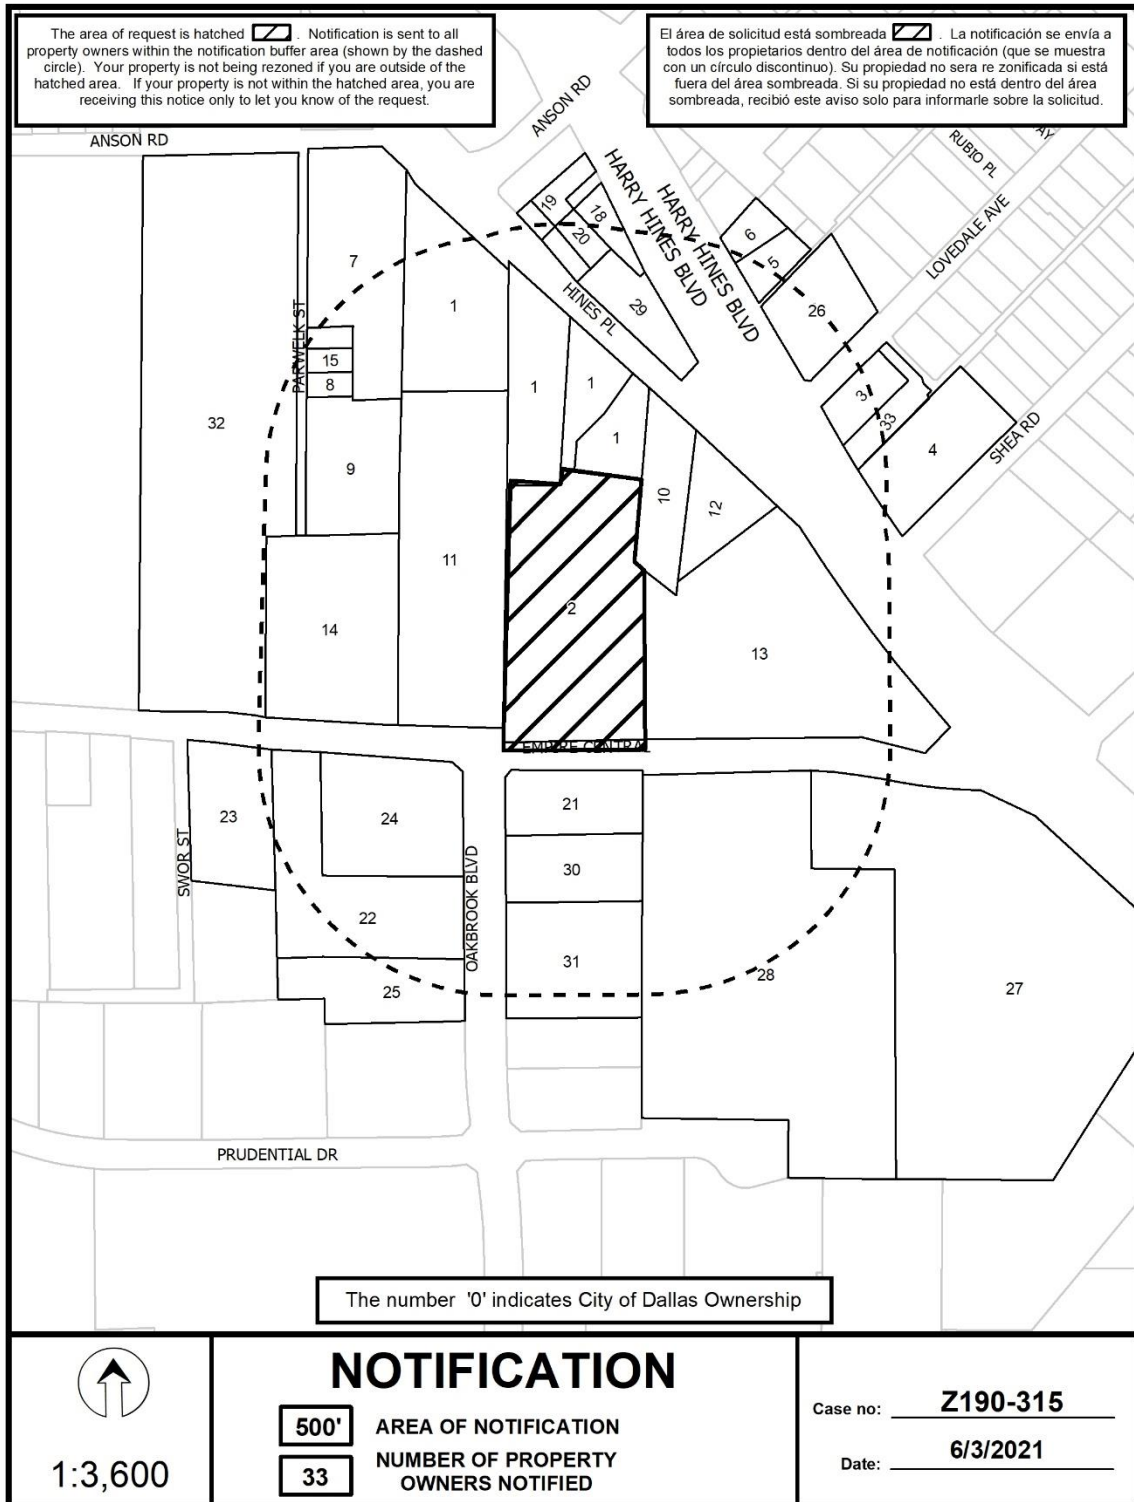 The area of request is hatched . Notification is sent to all
property owners within the notification buffer area (shown by the dashed
circle). Your property is not being rezoned if you are outside of the
hatched area. If your property is not within the hatched area, you are
receiving this notice only to let you know of the request.
El área de solicitud está sombreada . La notificación se envía a
todos los propietarios dentro del área de notificación (que se muestra
con un círculo discontinuo). Su propiedad no sera re zonificada si está
fuera del área sombreada. Si su propiedad no está dentro del área
sombreada, recibió este aviso solo para informarle sobre la solicitud.
ANSON RD
ANSON RD
HARRY HINES BLVD
HARRY HINES BLVD
RUBIO PL
AY
LOVEDALE AVE
SHEA RD
HINES PL
PARWELK ST
19
18
20
29
6
5
26
7
1
15
8
32
9
1
1
1
3
33
4
10
12
11
2
14
13
EMPIRE CENTRAL
23
24
21
30
SWOR ST
OAKBROOK BLVD
22
31
25
28
27
PRUDENTIAL DR
The number '0' indicates City of Dallas Ownership
1:3,600
NOTIFICATION
500' AREA OF NOTIFICATION
33 NUMBER OF PROPERTY
OWNERS NOTIFIED
Case no: Z190-315
Date: 6/3/2021